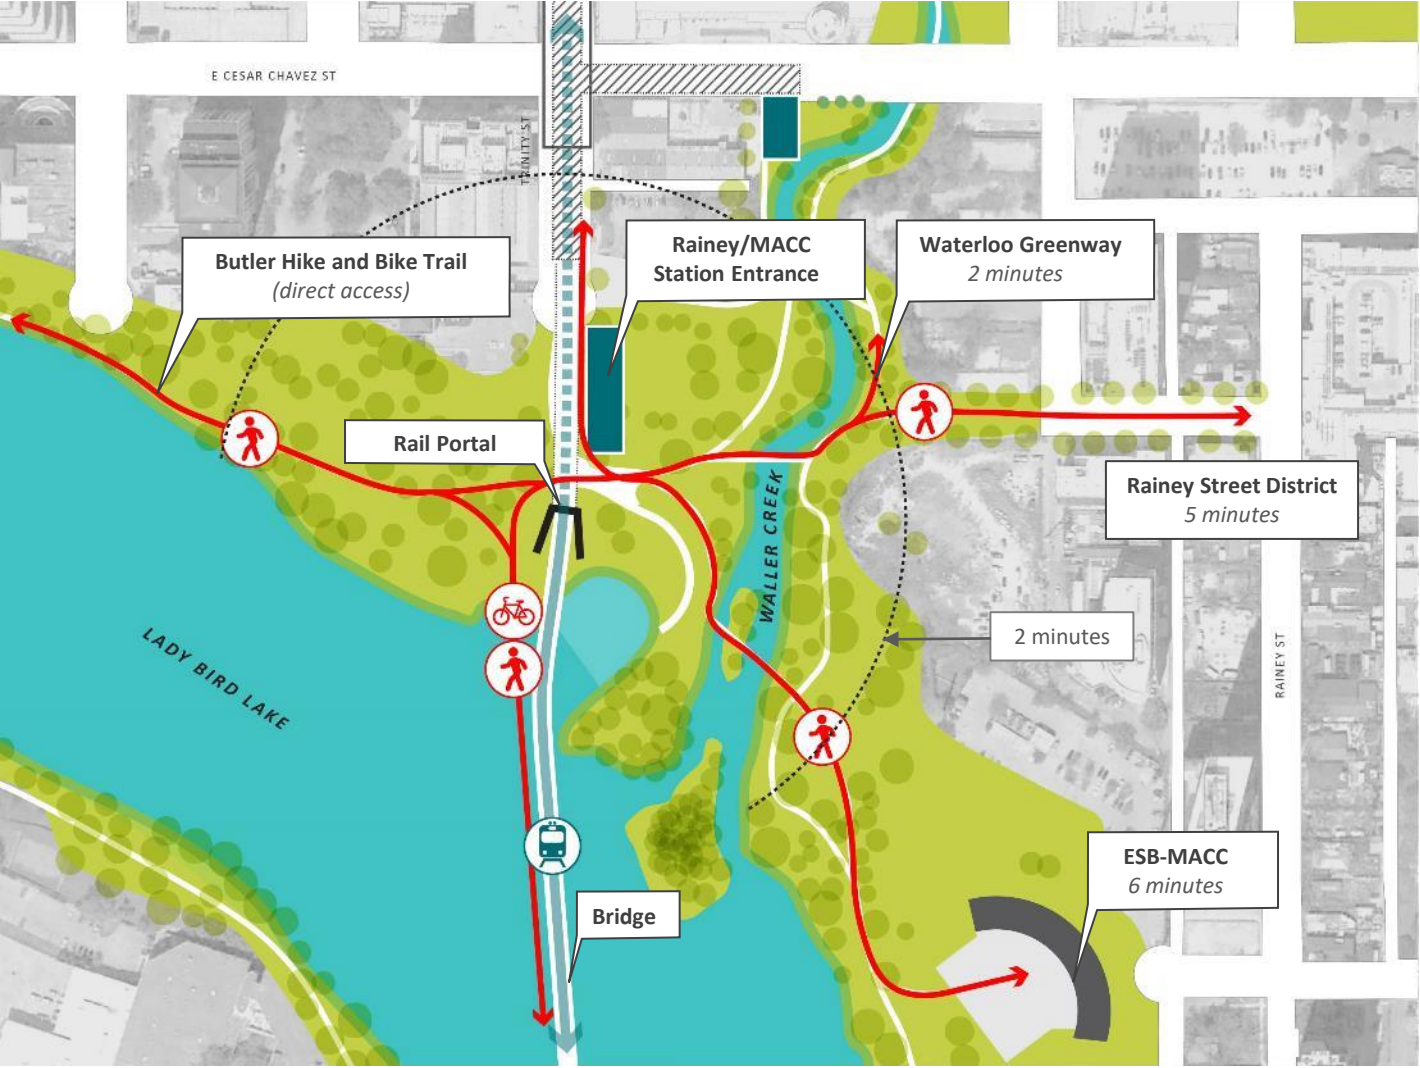 E CESAR CHAVEZ ST
TRINITY ST
Butler Hike and Bike Trail
(direct access)
Rainey/MACC
Station Entrance
Waterloo Greenway
2 minutes
Rail Portal
Rainey Street District
5 minutes
WALLER CREEK
2 minutes
LADY BIRD LAKE
RAINEY ST
ESB-MACC
6 minutes
Bridge